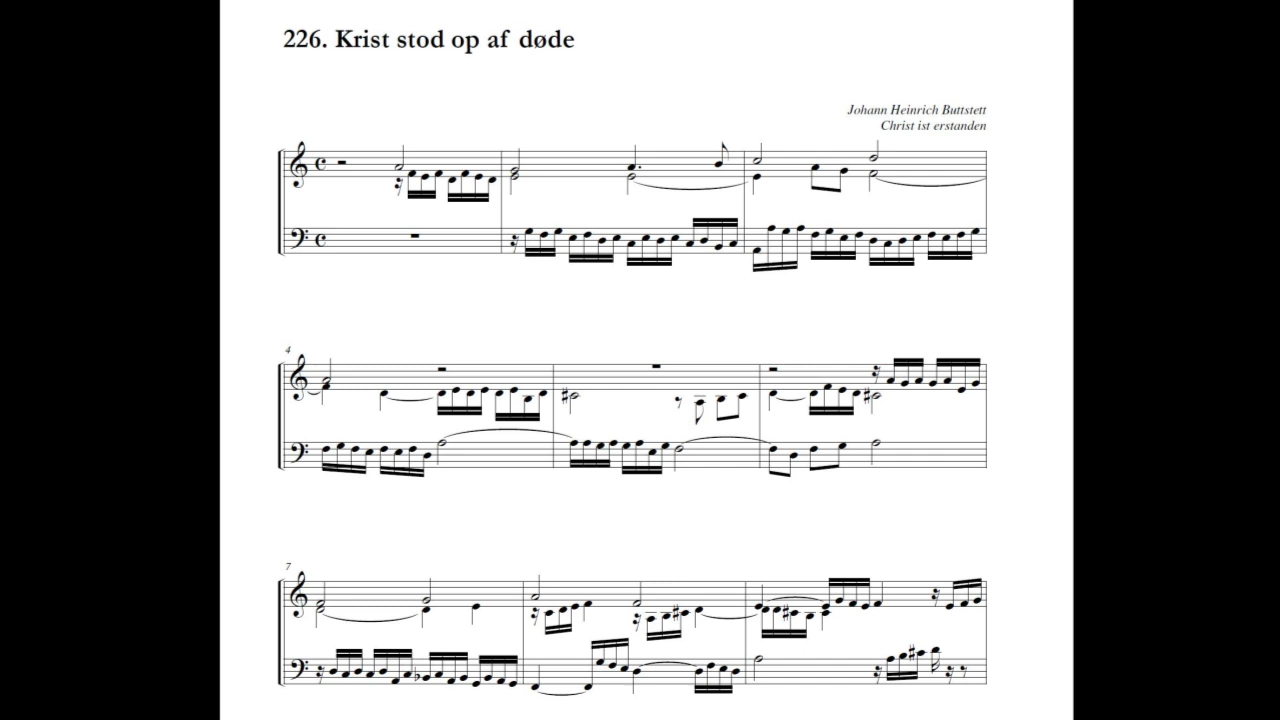 226. Krist stod op af døde
Johann Heinrich Buttstett
Christ ist erstanden
4
7